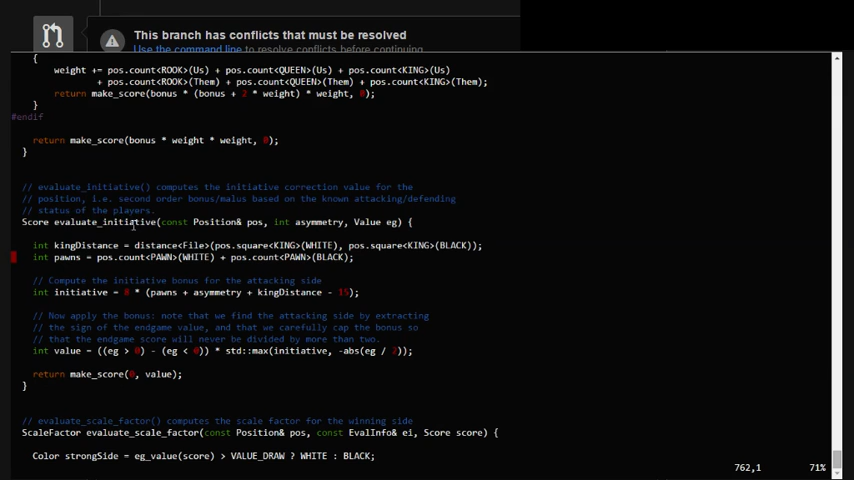 This branch has conflicts that must be resolved
Use the command line to resolve conflicts before continuing.
{
weight += pos.count<ROOK>(Us) + pos.count<QUEEN>(Us) + pos.count<KING>(Us)
+ pos.count<ROOK>(Them) + pos.count<QUEEN>(Them) + pos.count<KING>(Them);
return make_score(bonus * (bonus + 2 * weight) * weight, 0);
}
#endif
return make_score(bonus * weight * weight, 0);
}
// evaluate_initiative() computes the initiative correction value for the
// position, i.e. second order bonus/malus based on the known attacking/defending
// status of the players.
Score evaluate_initiative(const Position& pos, int asymmetry, Value eg) {
int kingDistance = distance<File>(pos.square<KING>(WHITE), pos.square<KING>(BLACK));
int pawns = pos.count<PAWN>(WHITE) + pos.count<PAWN>(BLACK);
// Compute the initiative bonus for the attacking side
int initiative = 8 * (pawns + asymmetry + kingDistance - 15);
// Now apply the bonus: note that we find the attacking side by extracting
// the sign of the endgame value, and that we carefully cap the bonus so
// that the endgame score will never be divided by more than two.
int value = ((eg > 0) - (eg < 0)) * std::max(initiative, -abs(eg / 2));
return make_score(0, value);
}
// evaluate_scale_factor() computes the scale factor for the winning side
ScaleFactor evaluate_scale_factor(const Position& pos, const EvalInfo& ei, Score score) {
Color strongSide = eg_value(score) > VALUE_DRAW ? WHITE : BLACK;
762,1 71%